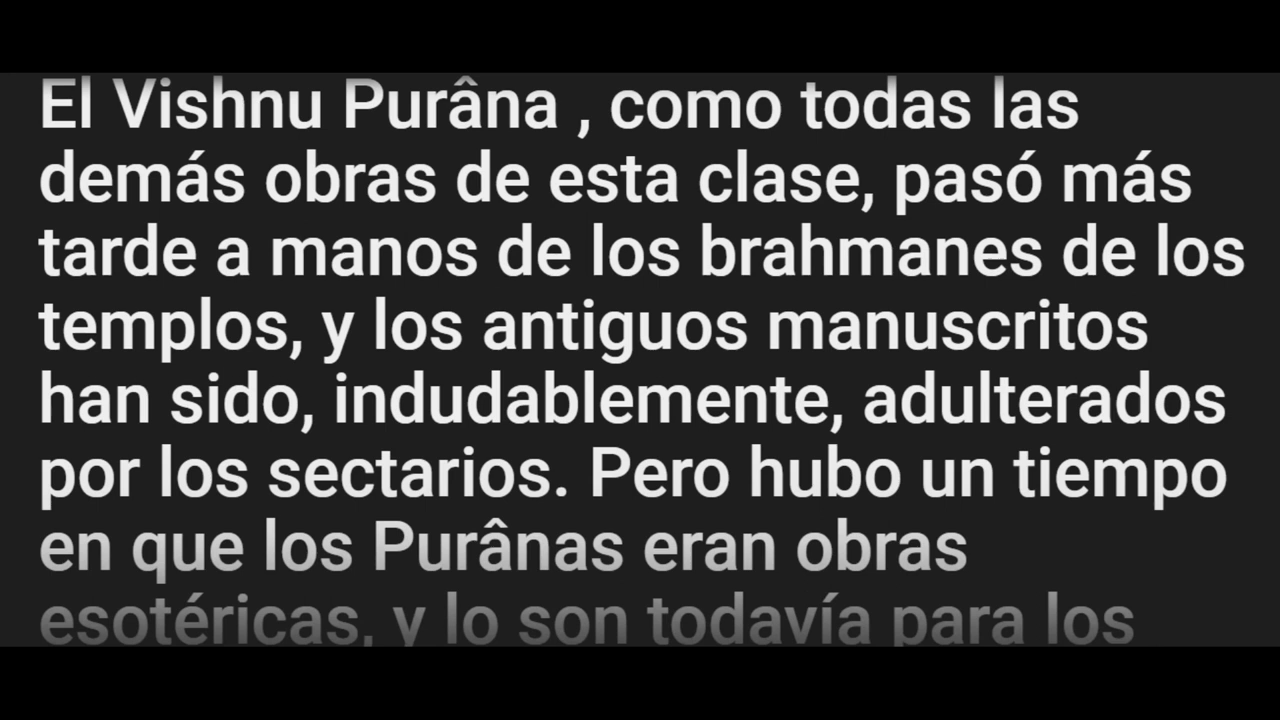 El Vishnu Purâna , como todas las
demás obras de esta clase, pasó más
tarde a manos de los brahmanes de los
templos, y los antiguos manuscritos
han sido, indudablemente, adulterados
por los sectarios. Pero hubo un tiempo
en que los Purânas eran obras
esotéricas, y lo son todavía para los